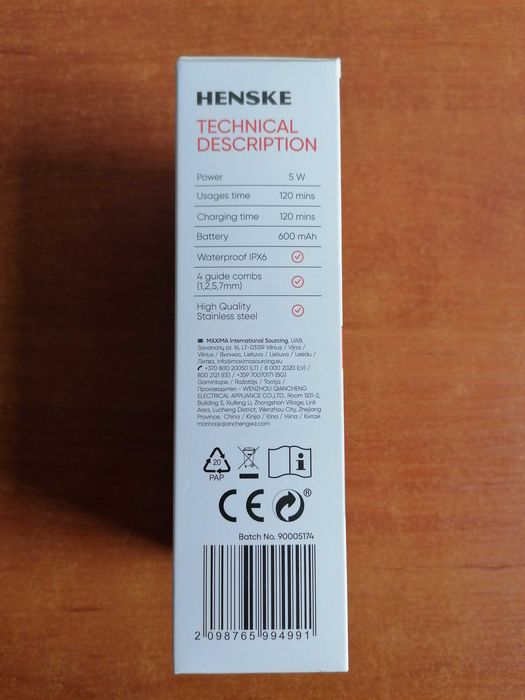 HENSKE
TECHNICAL
DESCRIPTION
Power 5 W
Usages time 120 mins
Charging time 120 mins
Battery 600 mAh
Waterproof IPX6
4 guide combs
(1,2,5,7mm)
High Quality
Stainless steel
MAXIMA International Sourcing, UAB,
Savanorų pr. 16, LT-03159 Vilnius / Viļņa /
Vilnius / Вилнюс, Lietuva / Lietuva / Leedu /
Литва, info@maximasourcing.eu
+370 800 20050 (LT) / 8 000 2020 (LV) /
800 2121 (EE) / +359 70070171 (BG)
Gamintojas / Ražotājs / Tootja /
Производител - WENZHOU QIANCHENG
ELECTRICAL APPLIANCE CO.,LTD., Room 501-2,
Building 5, Xiufeng Li, Zhongshan Village, Linli
Area, Lucheng District, Wenzhou City, Zhejiang
Province, China / Kinija / Ķīna / Hiina / Китай.
marina@qianchengwz.com
20
PAP
i
CE ®
Batch No. 90005174
2 098765 994991